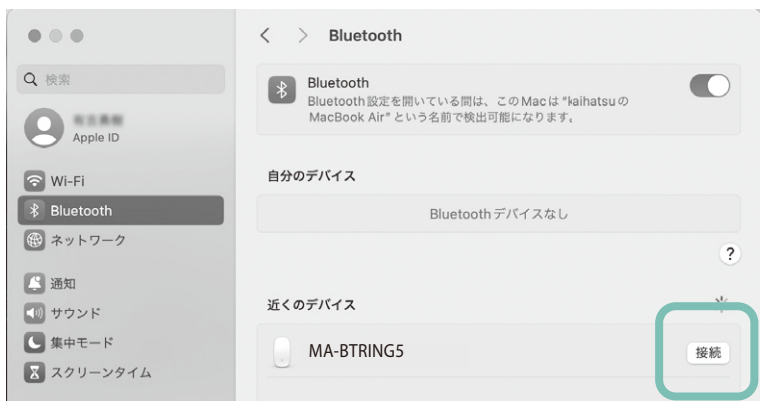 Bluetooth
検索
Apple ID
Wi-Fi
Bluetooth
ネットワーク
通知
サウンド
集中モード
スクリーンタイム
Bluetooth
Bluetooth設定を開いている間は、このMacは“kaihatsuの
MacBook Air”という名前で検出可能になります。
自分のデバイス
Bluetoothデバイスなし
?
近くのデバイス
MA-BTRING5
接続